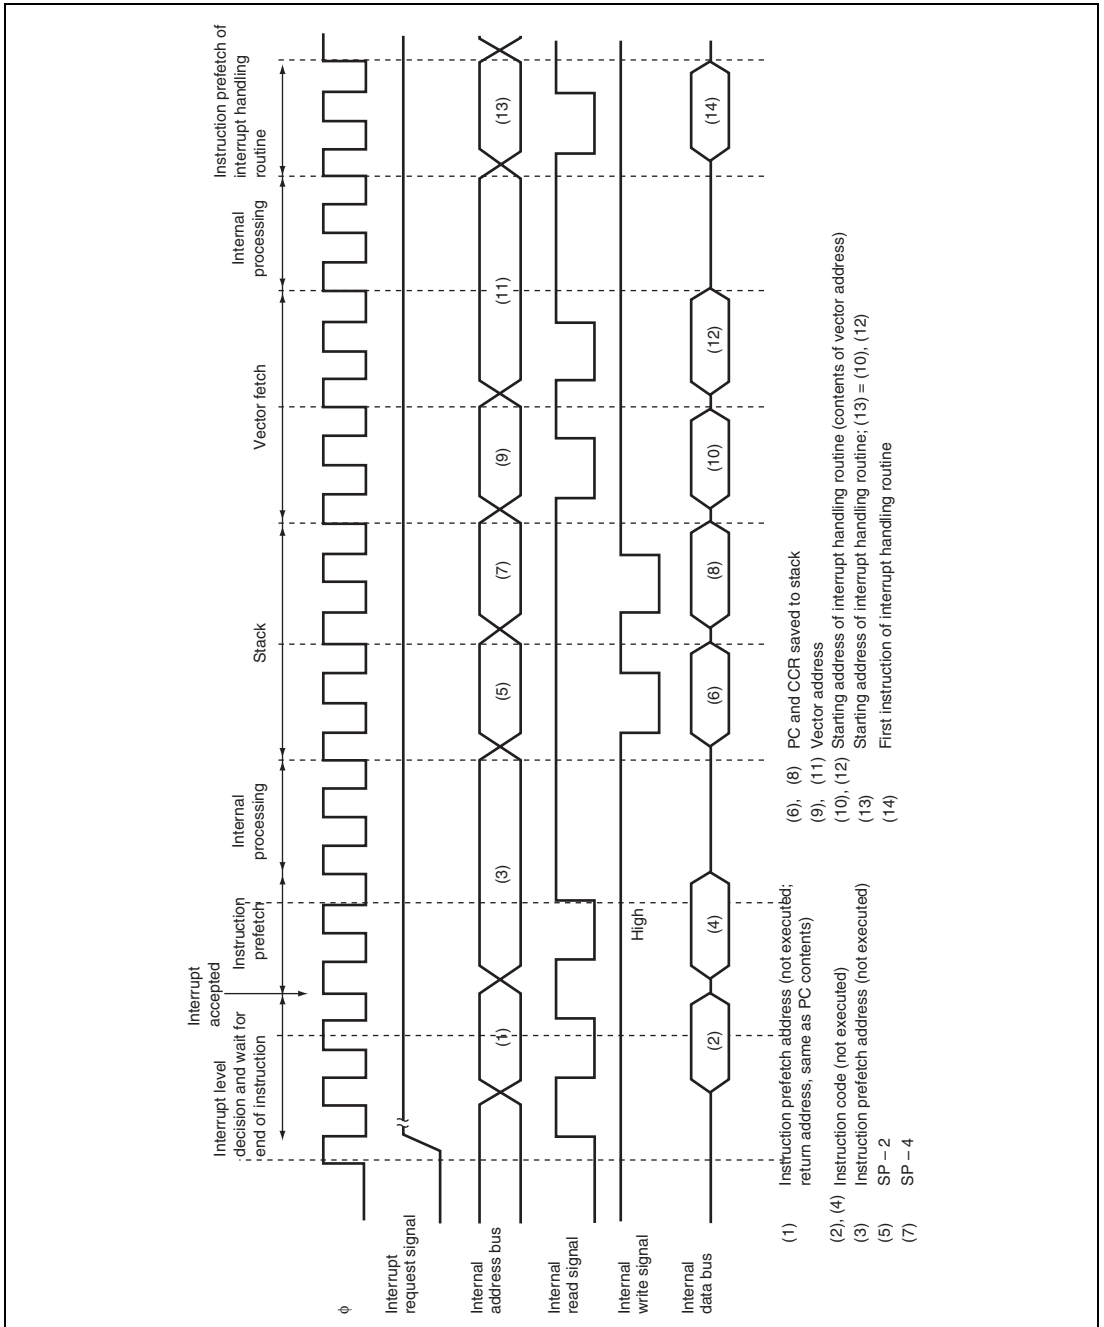 Interrupt level
decision and wait for
end of instruction
Interrupt
accepted
Instruction
prefetch
Internal
processing
Stack
Vector fetch
Internal
processing
Instruction prefetch of
interrupt handling
routine
φ
Interrupt
request signal
Internal
address bus
(1)
(3)
(5)
(7)
(9)
(11)
(13)
Internal
read signal
Internal
write signal
High
Internal
data bus
(2)
(4)
(6)
(8)
(10)
(12)
(14)
(1) Instruction prefetch address (not executed;
return address, same as PC contents)
(2), (4) Instruction code (not executed)
(3) Instruction prefetch address (not executed)
(5) SP – 2
(7) SP – 4
(6), (8) PC and CCR saved to stack
(9), (11) Vector address
(10), (12) Starting address of interrupt handling routine (contents of vector address)
(13) Starting address of interrupt handling routine; (13) = (10), (12)
(14) First instruction of interrupt handling routine